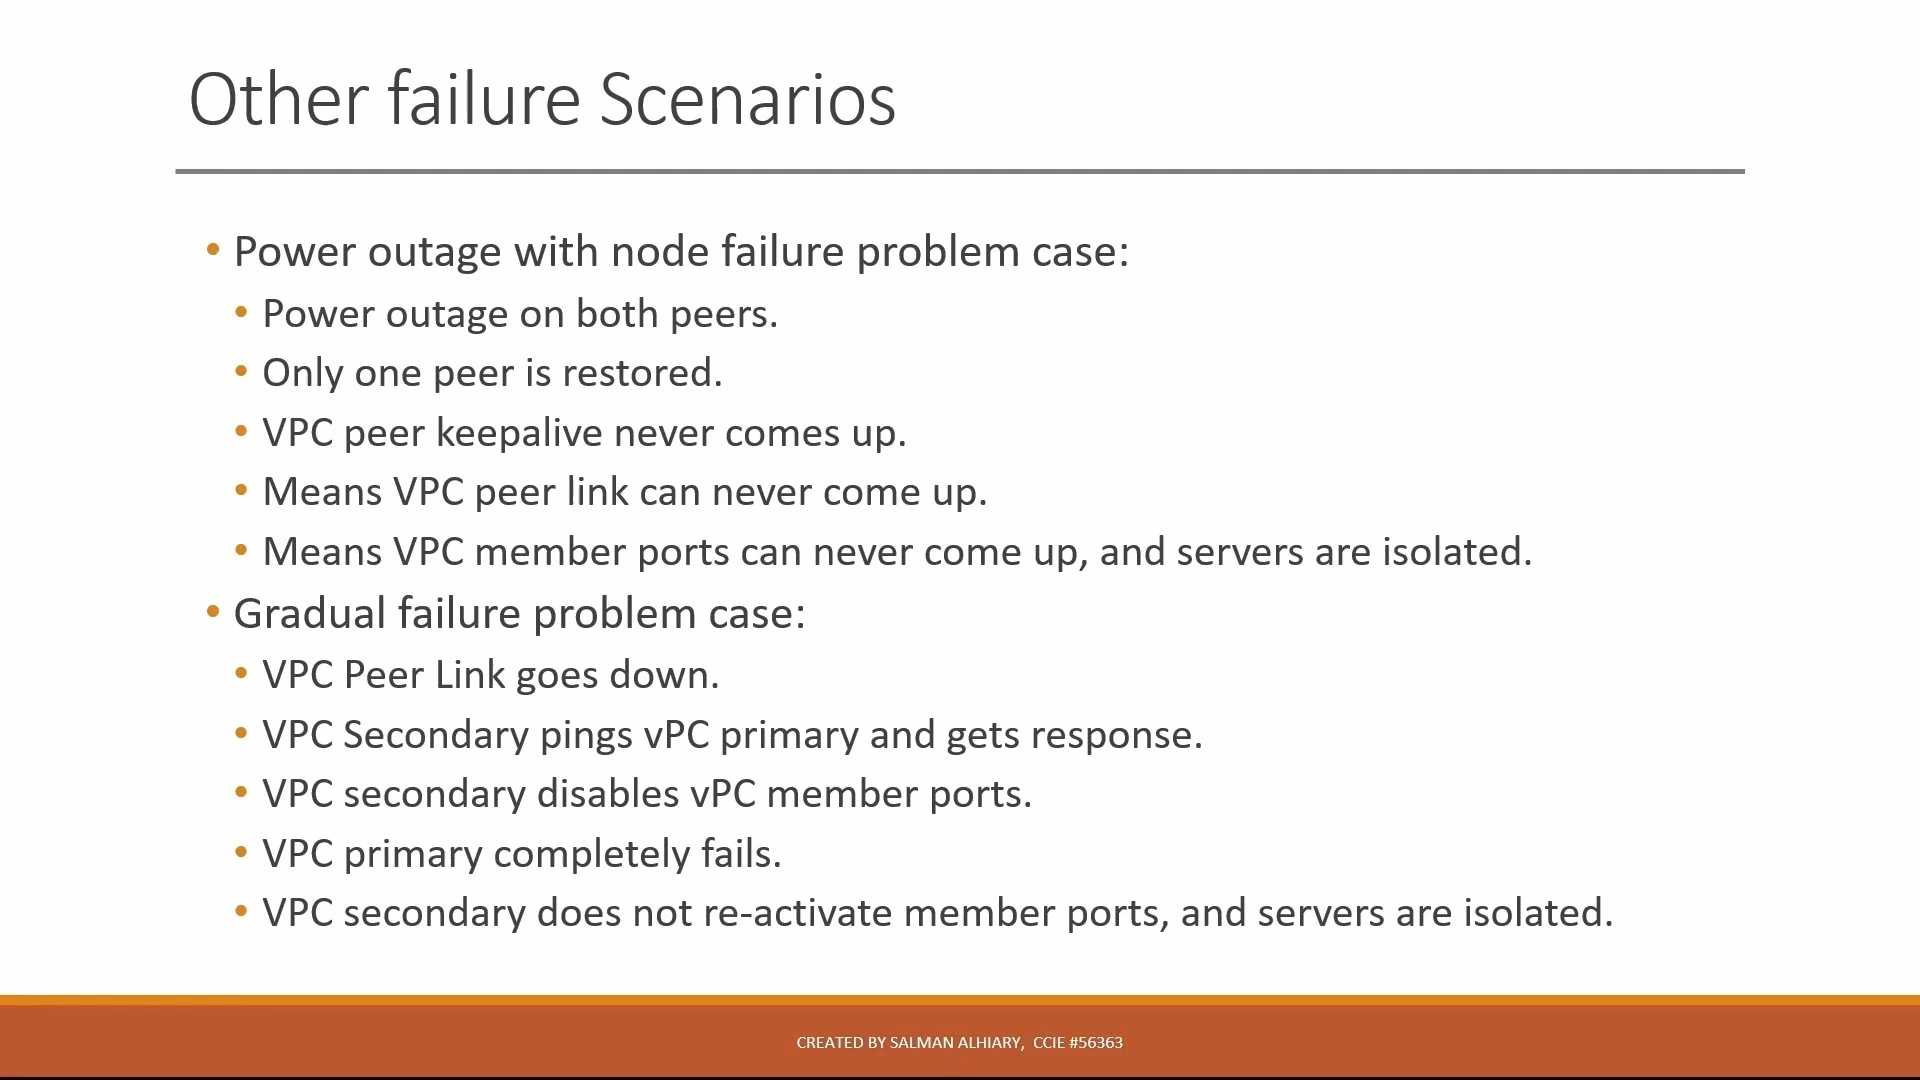 Other failure Scenarios
• Power outage with node failure problem case:
• Power outage on both peers.
• Only one peer is restored.
• VPC peer keepalive never comes up.
• Means VPC peer link can never come up.
• Means VPC member ports can never come up, and servers are isolated.
• Gradual failure problem case:
• VPC Peer Link goes down.
• VPC Secondary pings vPC primary and gets response.
• VPC secondary disables vPC member ports.
• VPC primary completely fails.
• VPC secondary does not re-activate member ports, and servers are isolated.
CREATED BY SALMAN ALHIARY, CCIE #56363